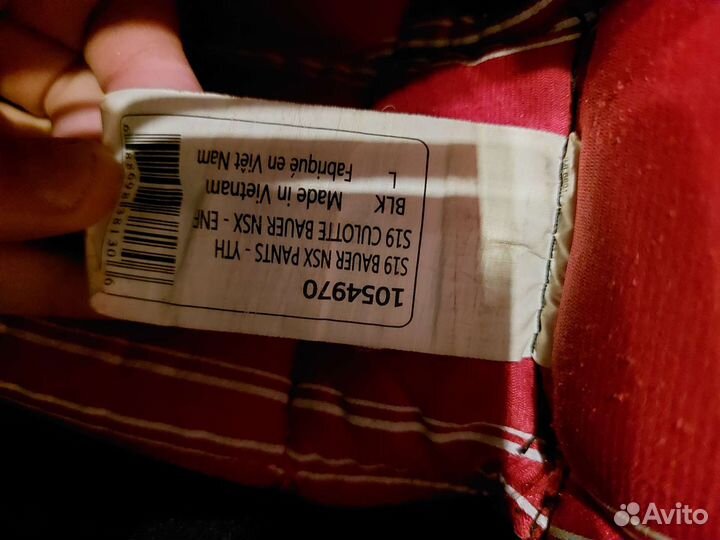 1054970
S19 BAUER NSX PANTS - YTH
S19 CULOTTE BAUER NSX - ENF
BLK Made in Vietnam
L Fabriqué en Việt Nam
Avito